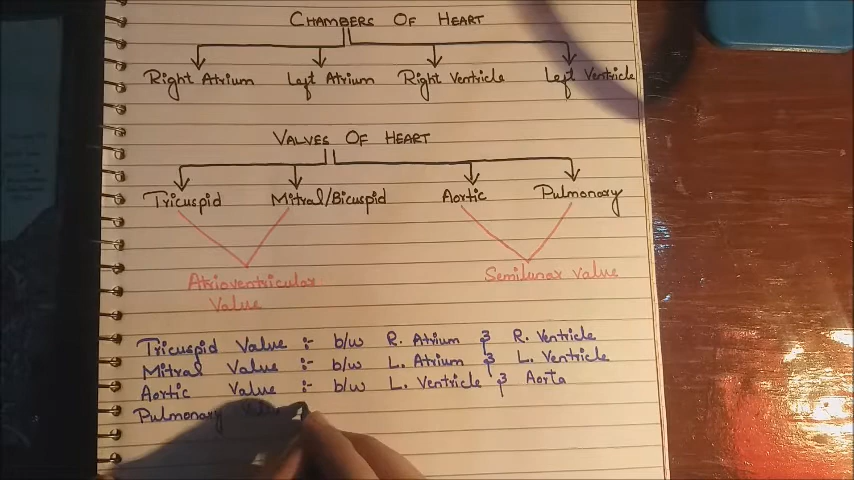 CHAMBERS OF HEART
Right Atrium Left Atrium Right Ventricle Left Ventricle
VALVES OF HEART
Tricuspid Mitral/Bicuspid Aortic Pulmonary
Atrioventricular Semilunar Value
Value
Tricuspid Value :- b/w R. Atrium & R. Ventricle
Mitral Value :- b/w L. Atrium & L. Ventricle
Aortic Value :- b/w L. Ventricle & Aorta
Pulmonary